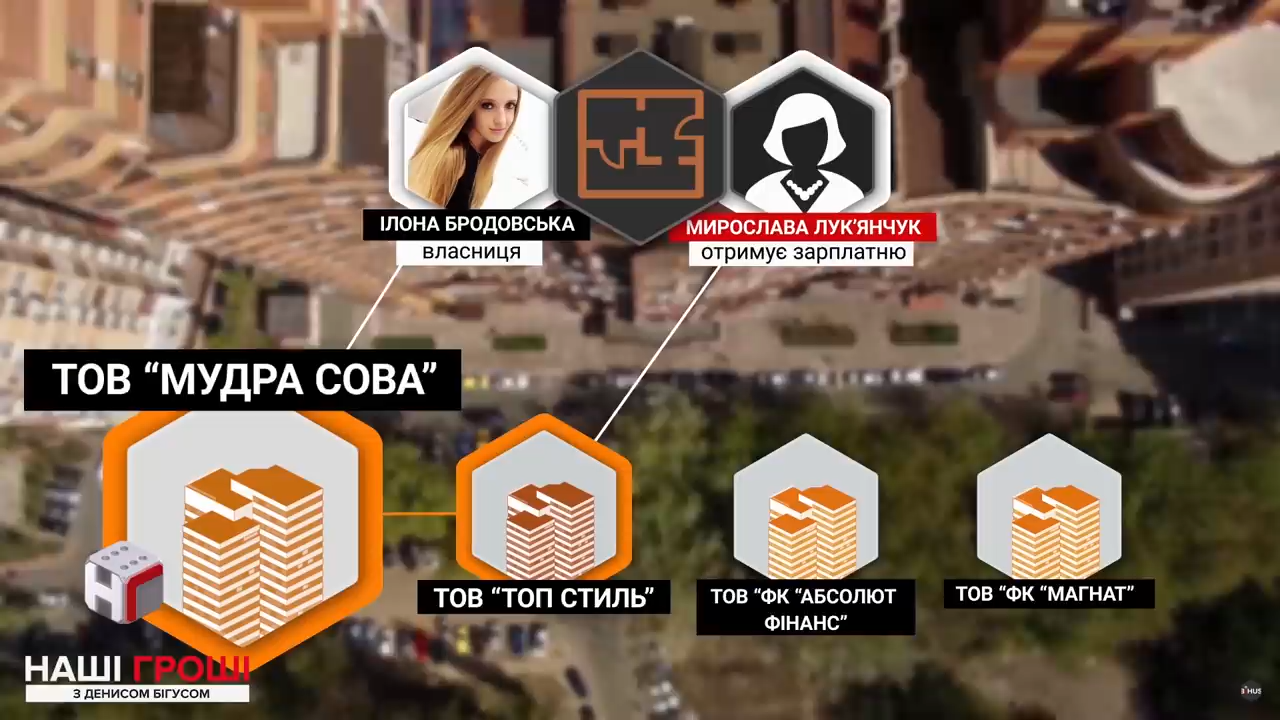 ІЛОНА БРОДОВСЬКА
власниця
МИРОСЛАВА ЛУК'ЯНЧУК
отримує зарплатню
ТОВ “МУДРА СОВА”
ТОВ “ТОП СТИЛЬ”
ТОВ “ФК “АБСОЛЮТ
ФІНАНС”
ТОВ “ФК “МАГНАТ”
НАШІ ГРОШІ
З ДЕНИСОМ БІГУСОМ